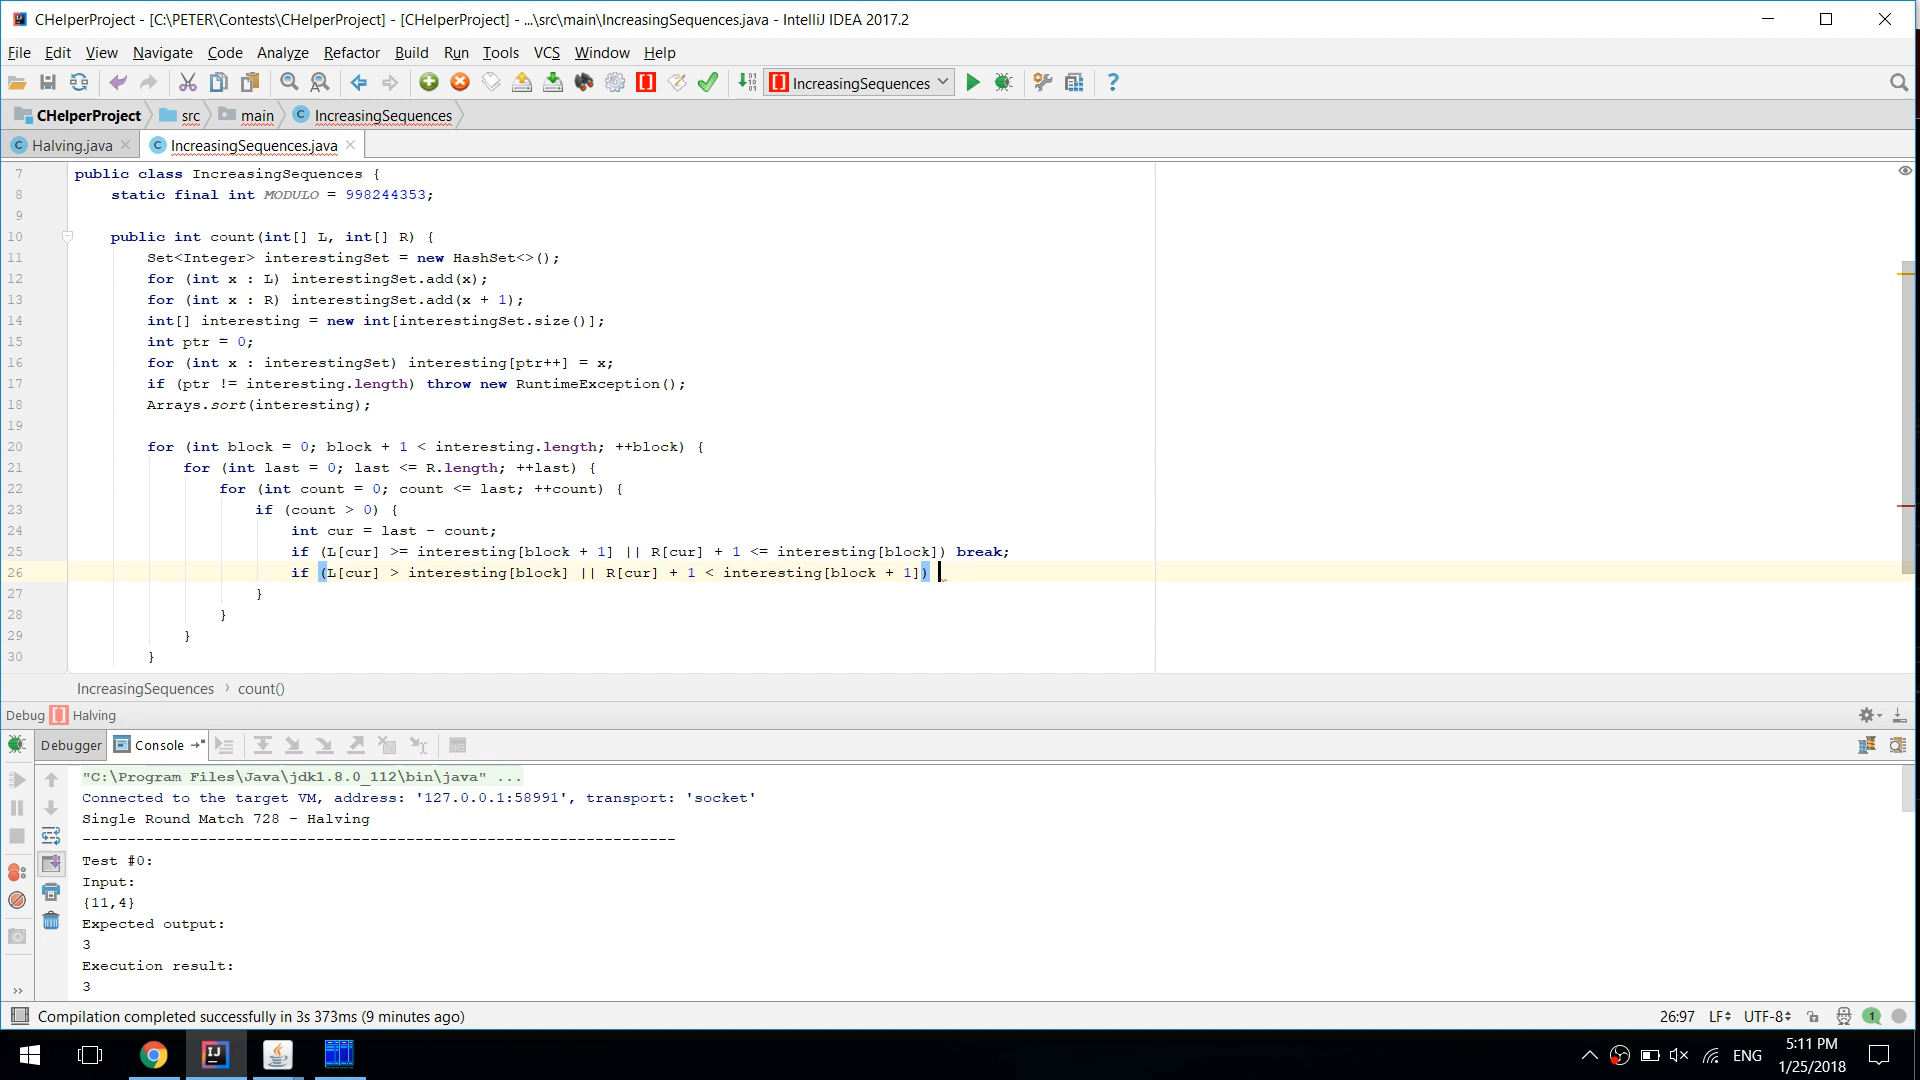 CHelperProject - [C:\PETER\Contests\CHelperProject] - [CHelperProject] - ...\src\main\IncreasingSequences.java - IntelliJ IDEA 2017.2
File Edit View Navigate Code Analyze Refactor Build Run Tools VCS Window Help
IncreasingSequences
CHelperProject src main IncreasingSequences
Halving.java IncreasingSequences.java
7 public class IncreasingSequences {
8 static final int MODULO = 998244353;
9
10 public int count(int[] L, int[] R) {
11 Set<Integer> interestingSet = new HashSet<>();
12 for (int x : L) interestingSet.add(x);
13 for (int x : R) interestingSet.add(x + 1);
14 int[] interesting = new int[interestingSet.size()];
15 int ptr = 0;
16 for (int x : interestingSet) interesting[ptr++] = x;
17 if (ptr != interesting.length) throw new RuntimeException();
18 Arrays.sort(interesting);
19
20 for (int block = 0; block + 1 < interesting.length; ++block) {
21 for (int last = 0; last <= R.length; ++last) {
22 for (int count = 0; count <= last; ++count) {
23 if (count > 0) {
24 int cur = last - count;
25 if (L[cur] >= interesting[block + 1] || R[cur] + 1 <= interesting[block]) break;
26 if (L[cur] > interesting[block] || R[cur] + 1 < interesting[block + 1])
27 }
28 }
29 }
30 }
IncreasingSequences › count()
Debug Halving
Debugger Console
"C:\Program Files\Java\jdk1.8.0_112\bin\java" ...
Connected to the target VM, address: '127.0.0.1:58991', transport: 'socket'
Single Round Match 728 - Halving
------------------------------------------------------------------
Test #0:
Input:
{11,4}
Expected output:
3
Execution result:
3
Compilation completed successfully in 3s 373ms (9 minutes ago) 26:97 LF UTF-8 1
ENG 5:11 PM
1/25/2018